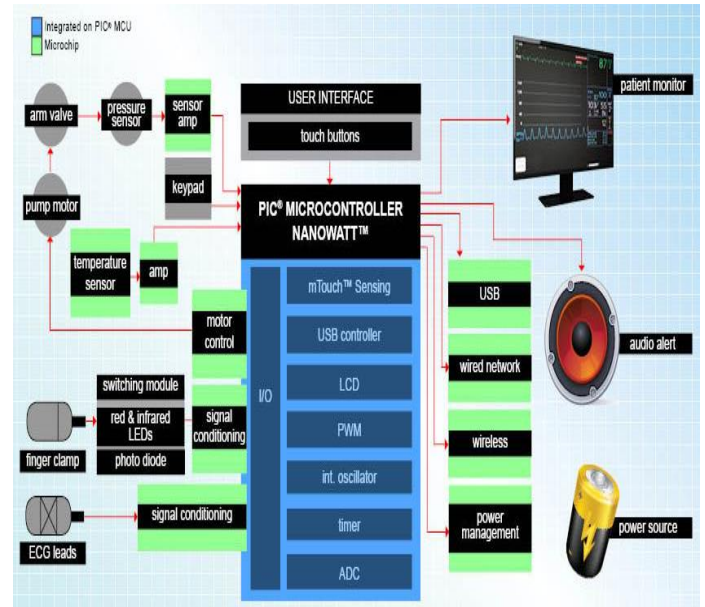 Integrated on PIC® MCU
Microchip
arm valve
pressure
sensor
sensor
amp
USER INTERFACE
touch buttons
patient monitor
keypad
pump motor
PIC® MICROCONTROLLER
NANOWATT™
temperature
sensor
amp
motor
control
I/O
mTouch™ Sensing
USB controller
LCD
PWM
int. oscillator
timer
ADC
USB
wired network
wireless
power
management
audio alert
power source
switching module
red & infrared
LEDs
photo diode
signal
conditioning
finger clamp
signal conditioning
ECG leads